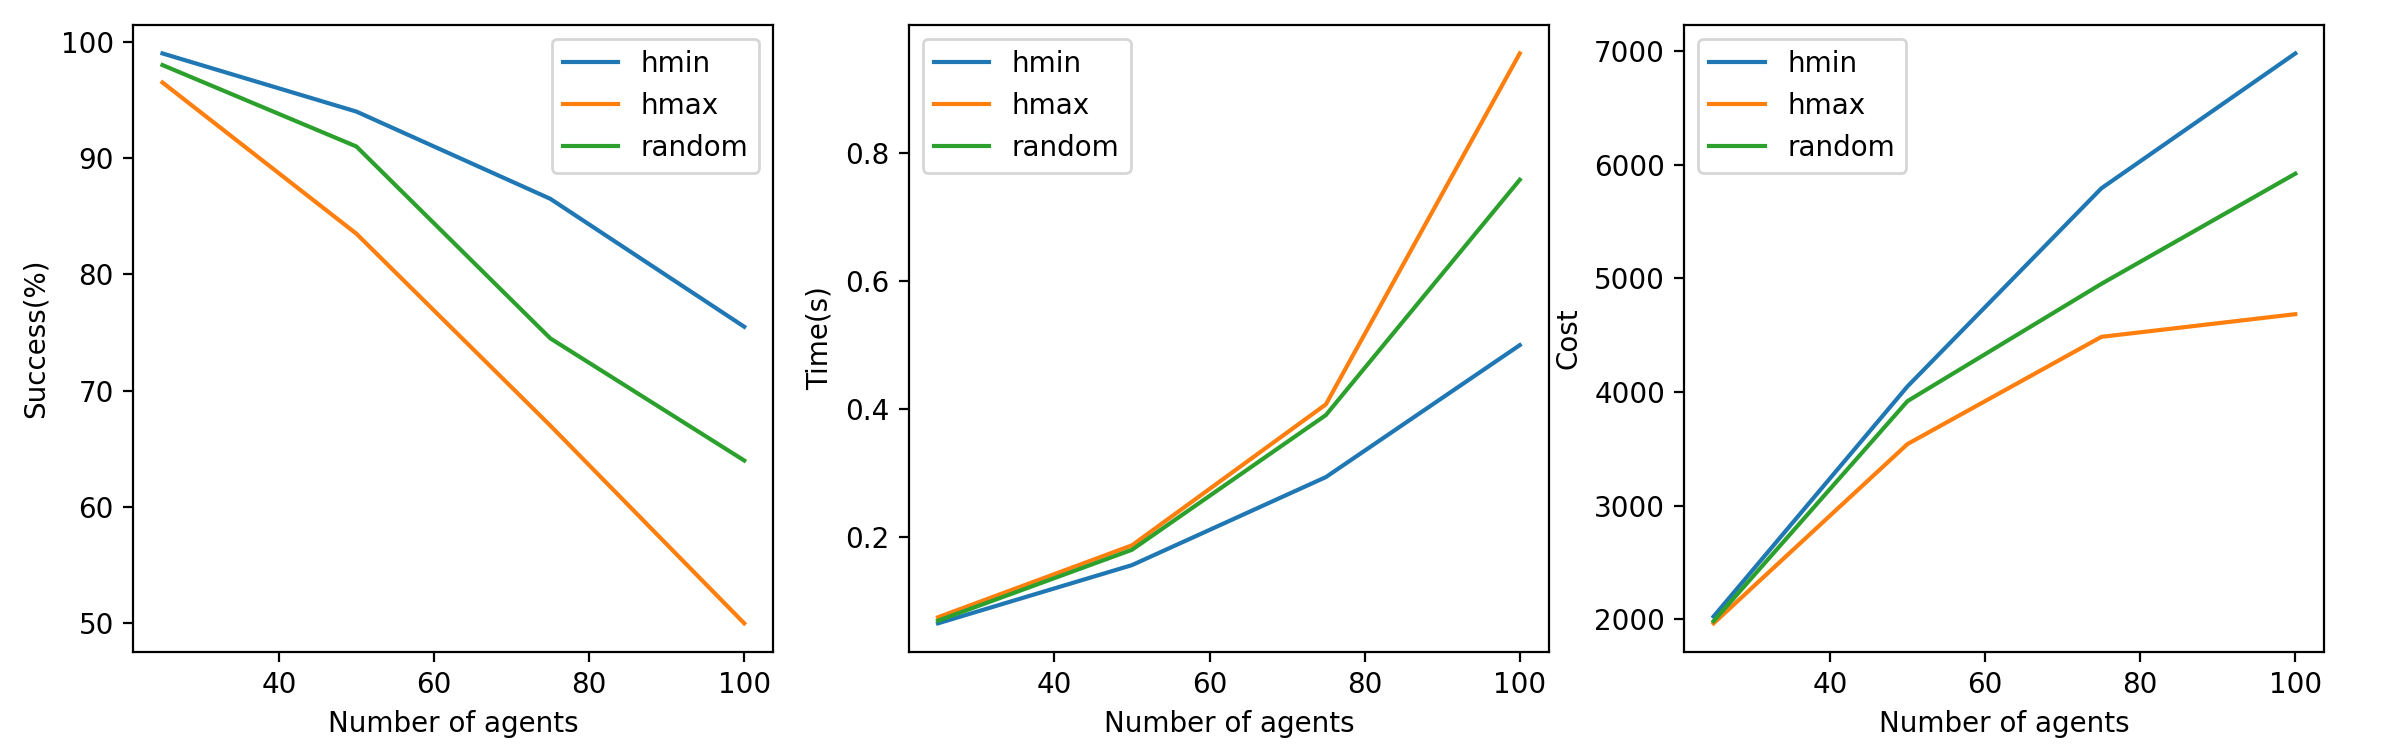 100
90
80
70
60
50
Success(%)
hmin
hmax
random
40 60 80 100
Number of agents
0.8
0.6
0.4
0.2
Time(s)
hmin
hmax
random
40 60 80 100
Number of agents
7000
6000
5000
4000
3000
2000
Cost
hmin
hmax
random
40 60 80 100
Number of agents